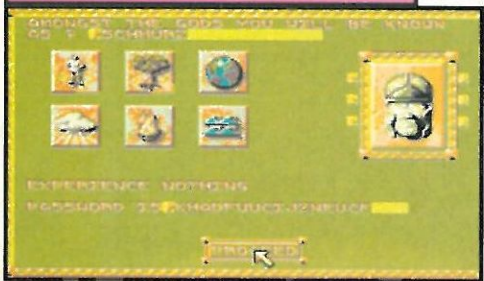 AMONGST THE GODS YOU WILL BE KNOWN
AS
EXPERIENCE NOTHING
PASSWORD IS
PROCEED